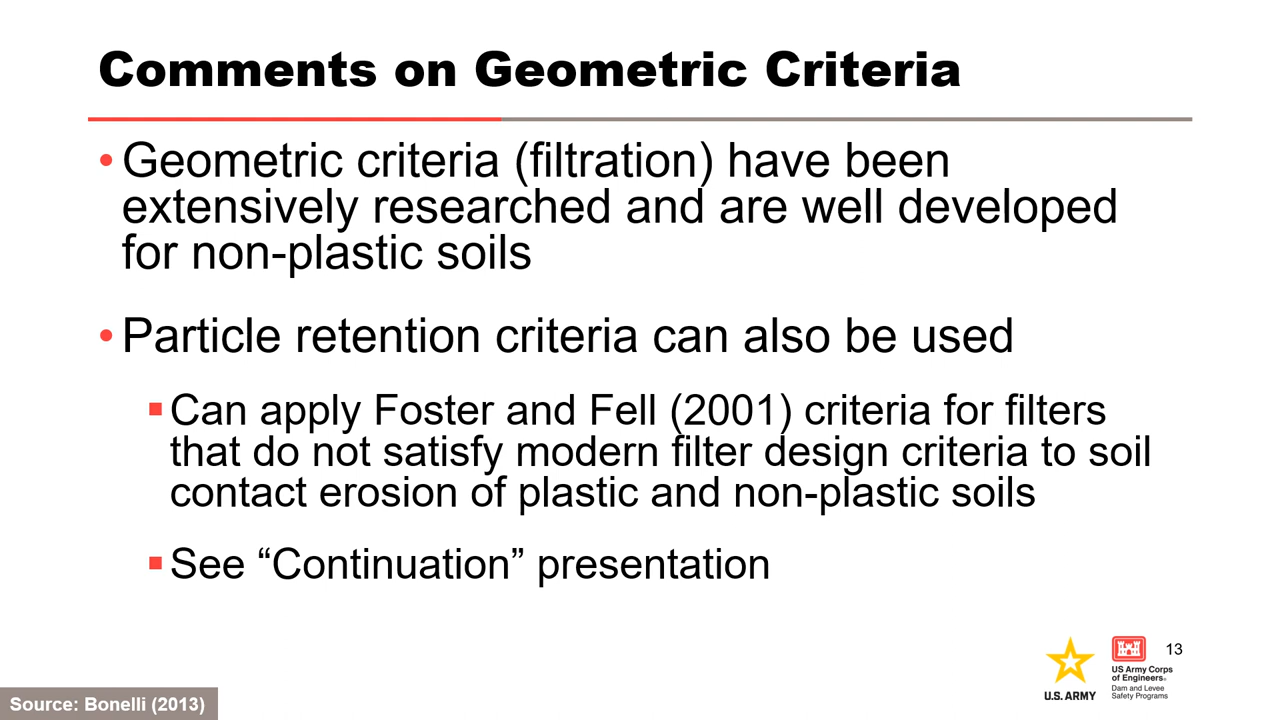 Comments on Geometric Criteria
• Geometric criteria (filtration) have been
extensively researched and are well developed
for non-plastic soils
• Particle retention criteria can also be used
▪ Can apply Foster and Fell (2001) criteria for filters
that do not satisfy modern filter design criteria to soil
contact erosion of plastic and non-plastic soils
▪ See “Continuation” presentation
U.S. ARMY
US Army Corps
of Engineers®
Dam and Levee
Safety Programs
13
Source: Bonelli (2013)